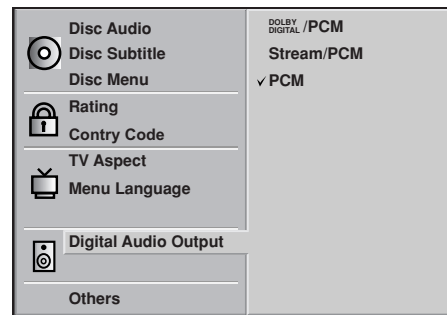 Disc Audio
Disc Subtitle
Disc Menu
Rating
Contry Code
TV Aspect
Menu Language
Digital Audio Output
Others
DOLBY DIGITAL /PCM
Stream/PCM
✓ PCM